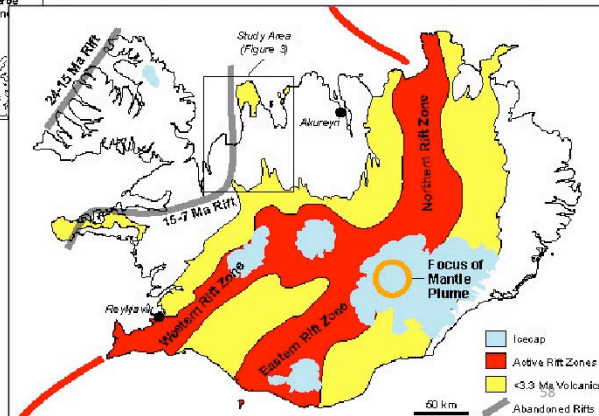 24-15 Ma Rift
Study Area
(Figure 3)
Akureyri
15-7 Ma Rift
Northern Rift Zone
Focus of
Mantle
Plume
Reykjavik
Western Rift Zone
Eastern Rift Zone
Icecap
Active Rift Zones
<3.3 Ma Volcanics
58
Abandoned Rifts
50 km
P